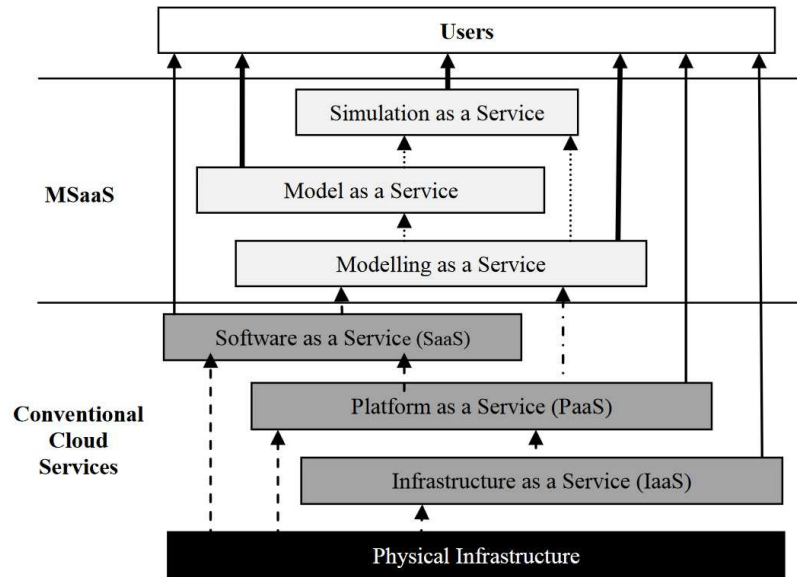 Users
Simulation as a Service
MSaaS
Model as a Service
Modelling as a Service
Software as a Service (SaaS)
Conventional
Cloud
Services
Platform as a Service (PaaS)
Infrastructure as a Service (IaaS)
Physical Infrastructure